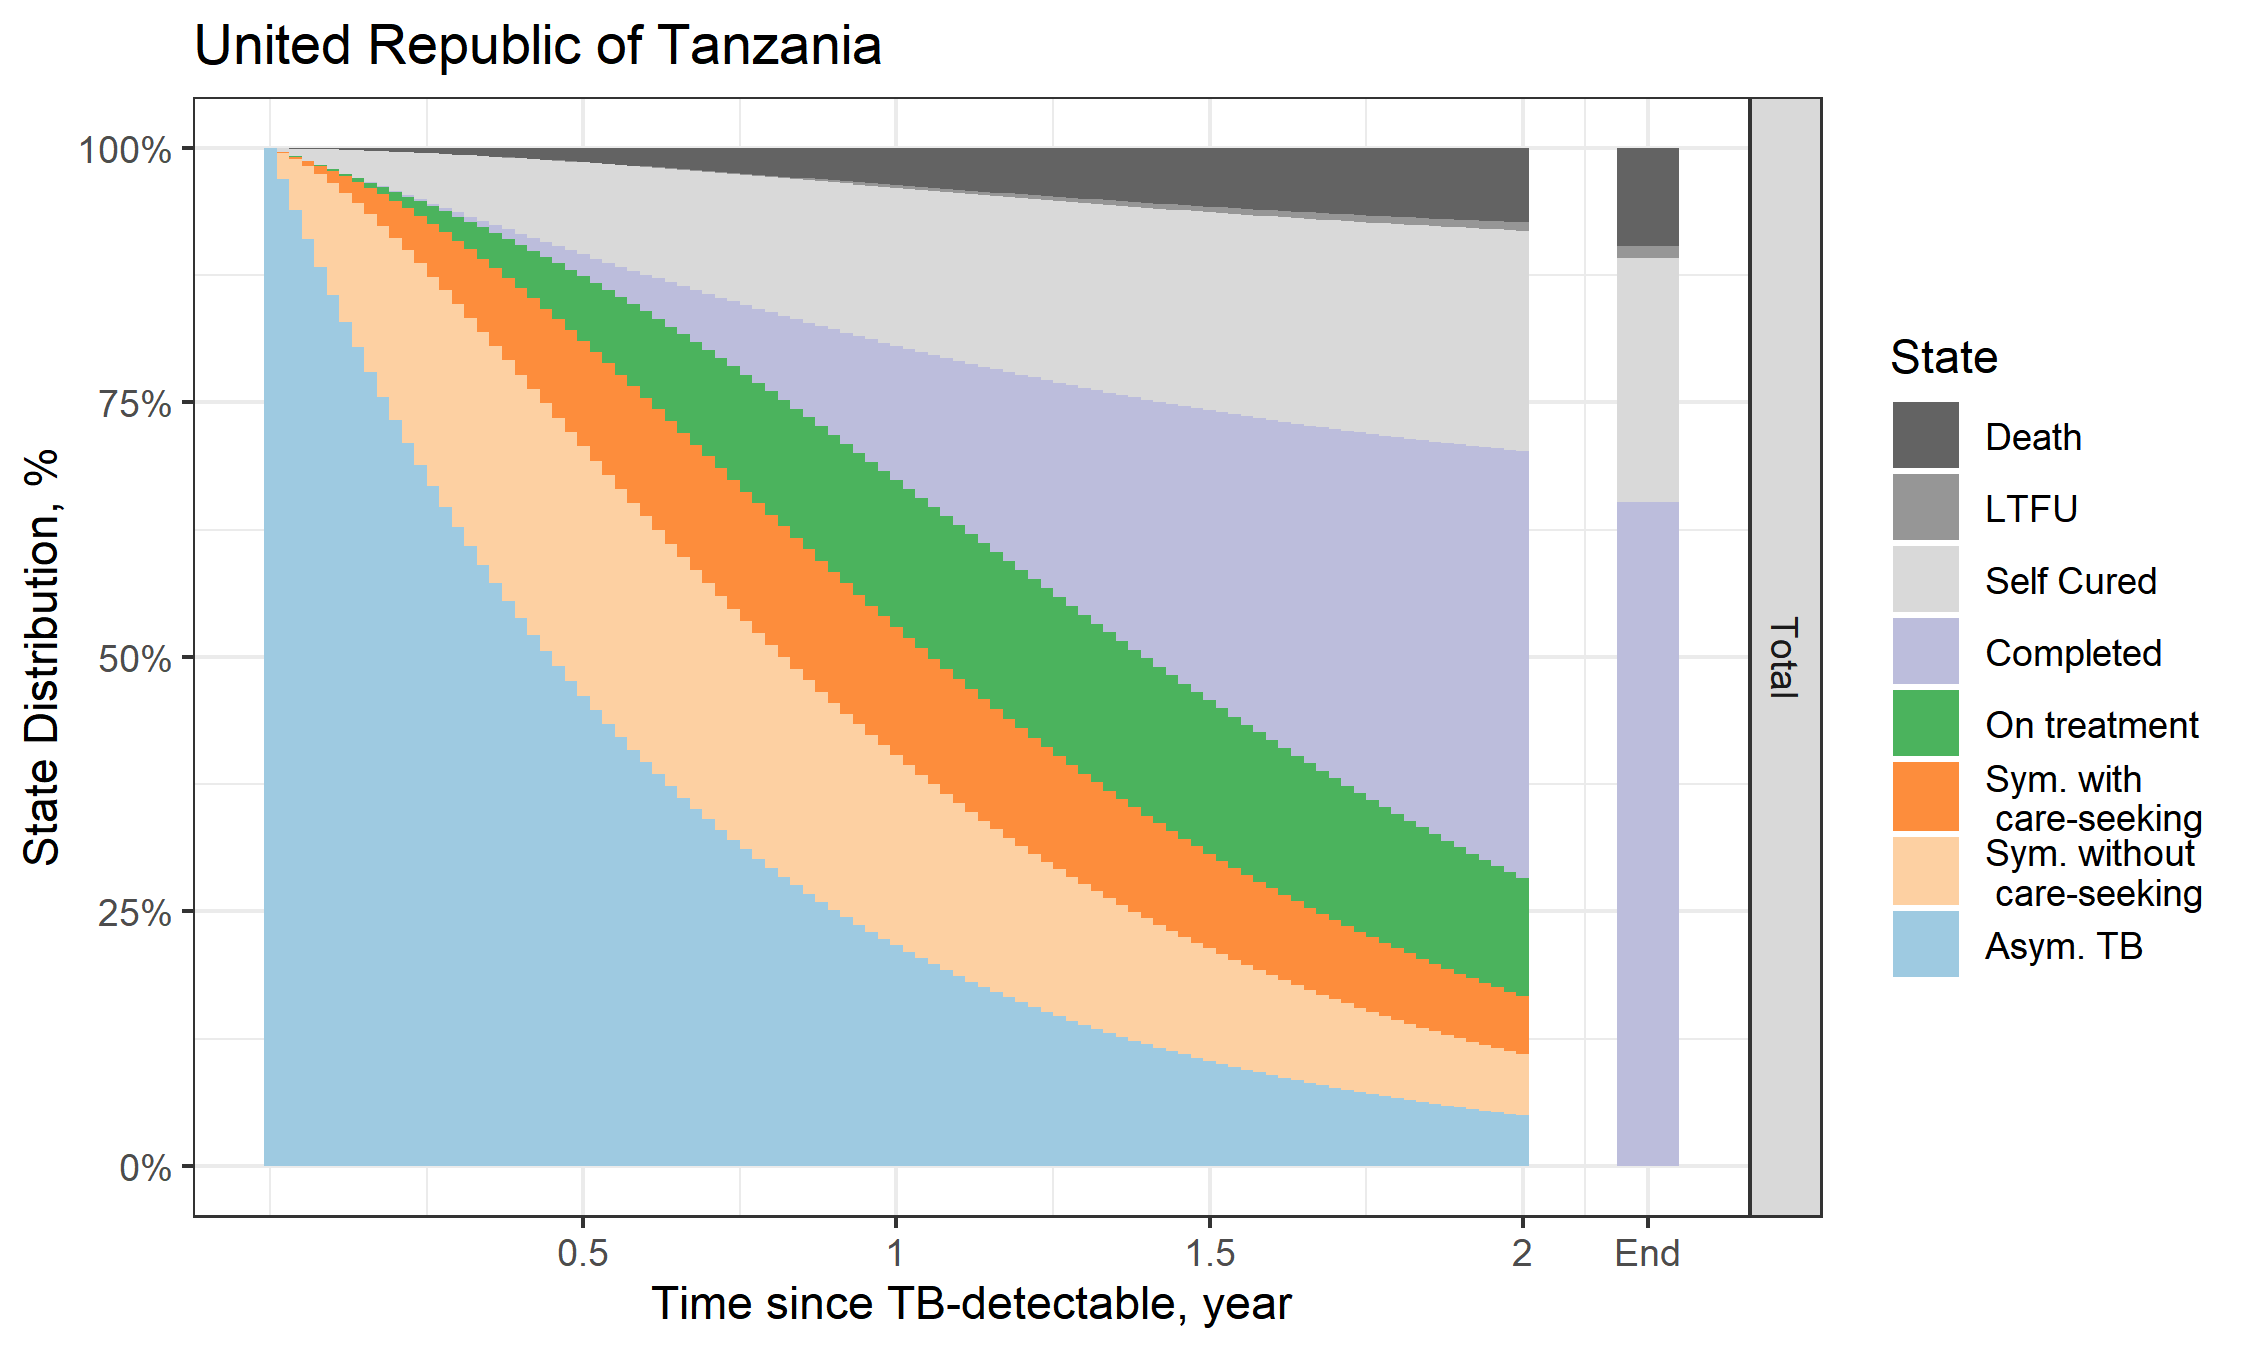 United Republic of Tanzania
State Distribution, %
100%
75%
50%
25%
0%
0.5
1
1.5
2
End
Time since TB-detectable, year
Total
State
Death
LTFU
Self Cured
Completed
On treatment
Sym. with
care-seeking
Sym. without
care-seeking
Asym. TB